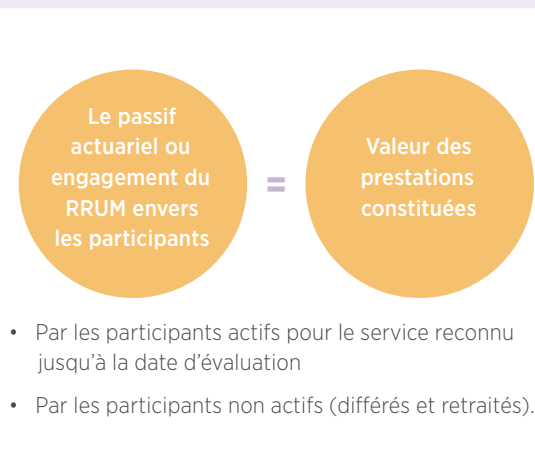 Le passif
actuariel ou
engagement du
RRUM envers
les participants
=
Valeur des
prestations
constituées
• Par les participants actifs pour le service reconnu
jusqu'à la date d'évaluation
• Par les participants non actifs (différés et retraités).